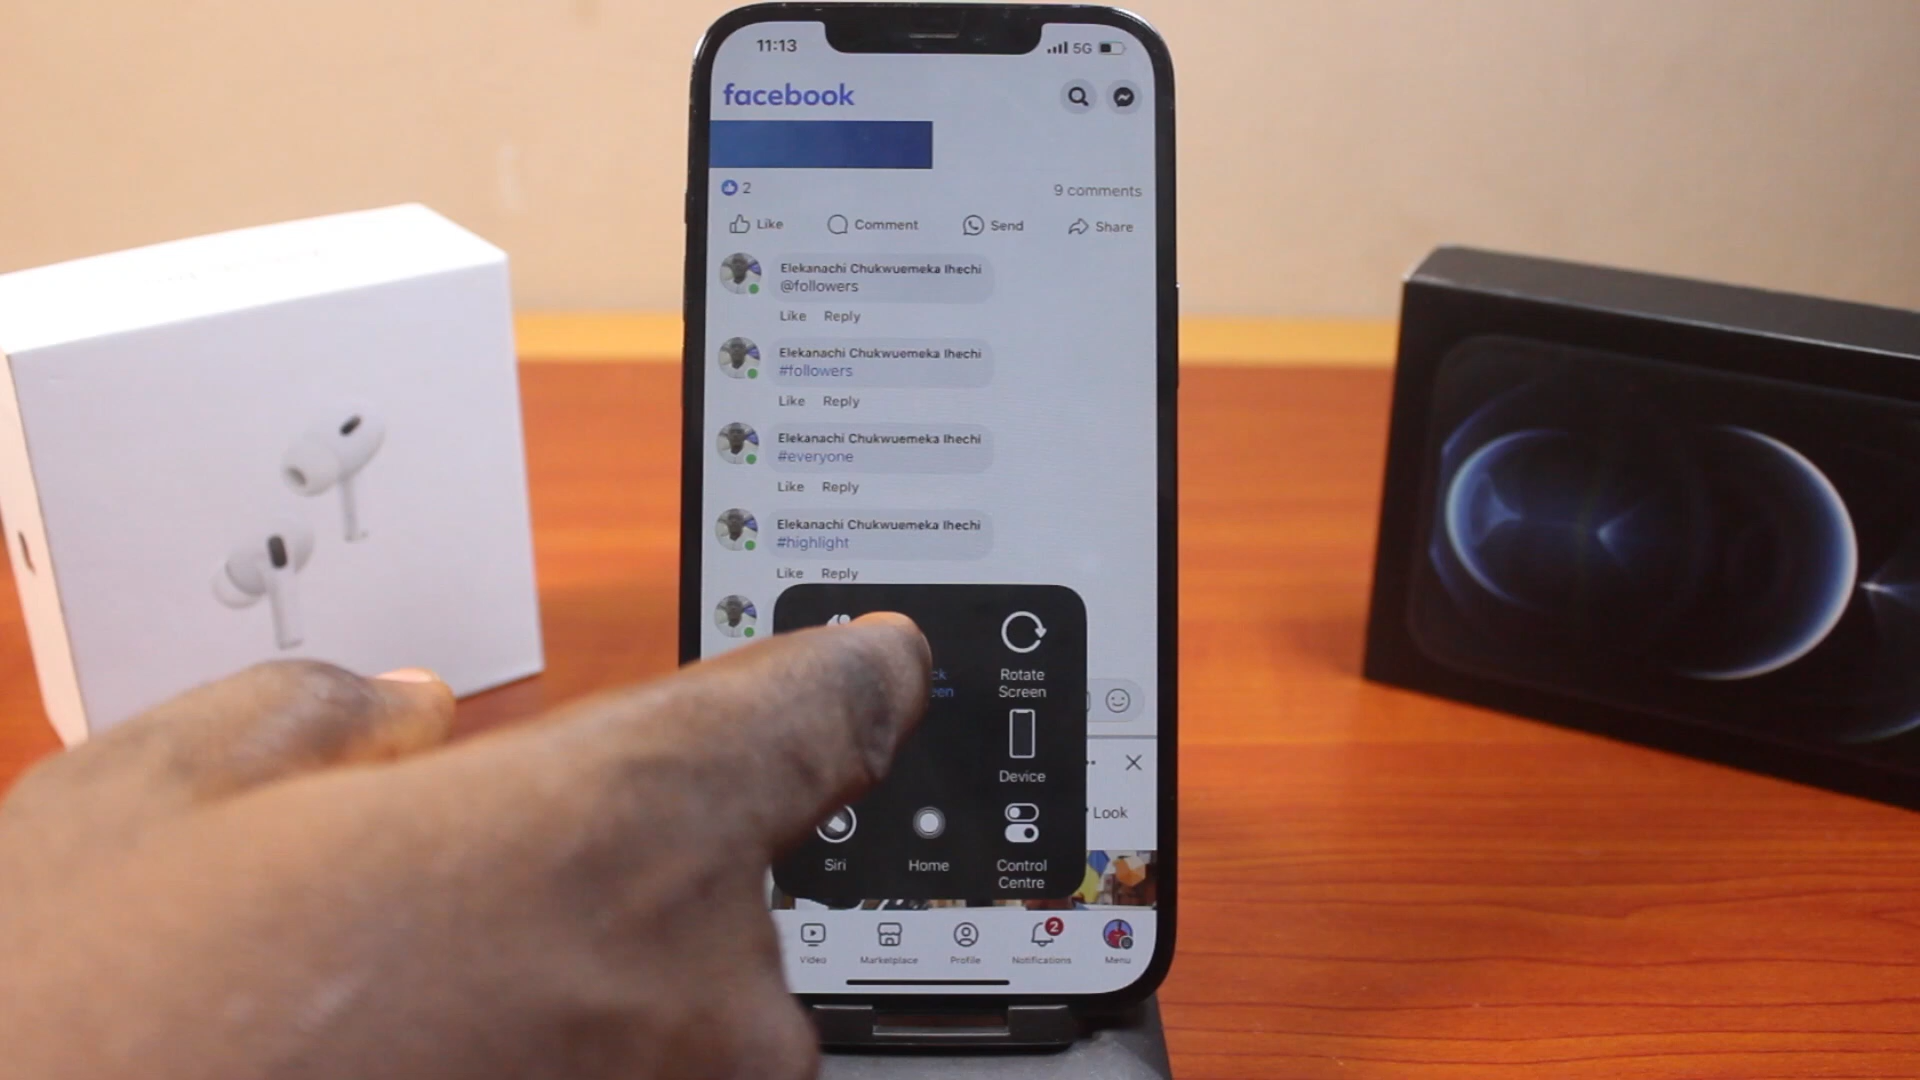 11:13
5G
facebook
2
9 comments
Like
Comment
Send
Share
Elekanachi Chukwuemeka Ihechi
@followers
Like Reply
Elekanachi Chukwuemeka Ihechi
#followers
Like Reply
Elekanachi Chukwuemeka Ihechi
#everyone
Like Reply
Elekanachi Chukwuemeka Ihechi
#highlight
Like Reply
Rotate
Screen
Device
Look
Siri
Home
Control
Centre
2
Video
Marketplace
Profile
Notifications
Menu